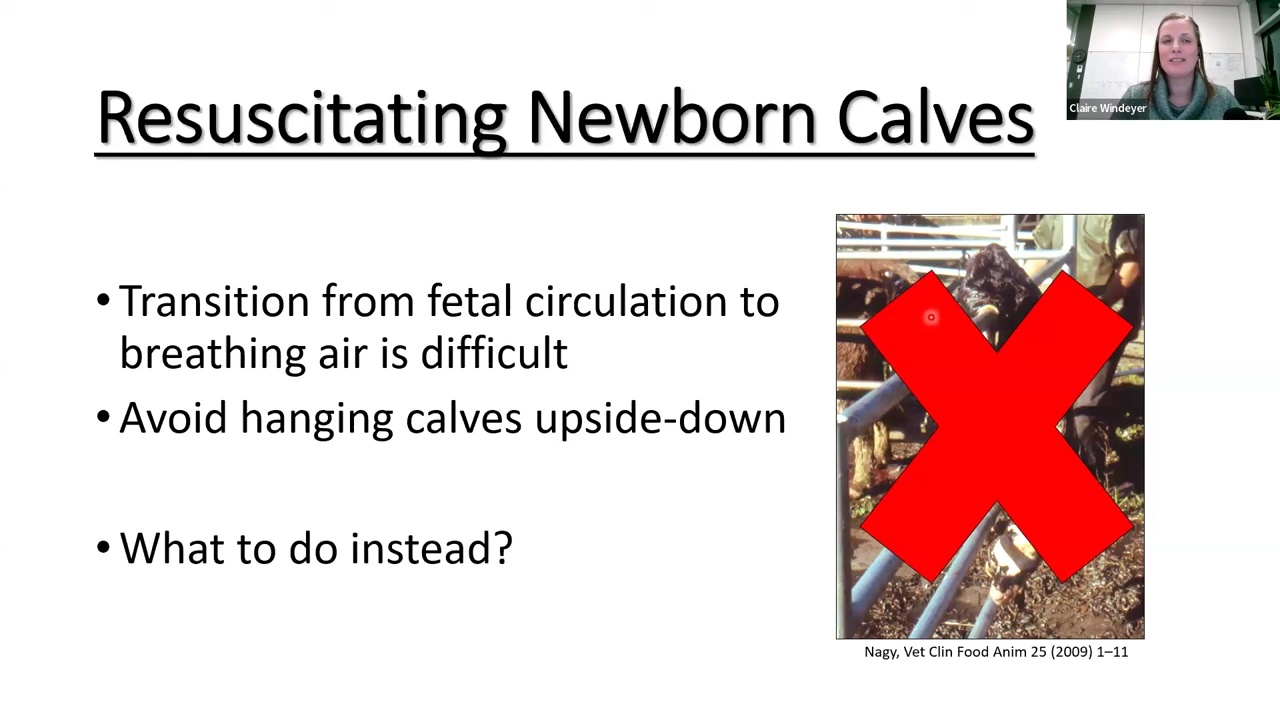 Claire Windeyer
Resuscitating Newborn Calves
• Transition from fetal circulation to
breathing air is difficult
• Avoid hanging calves upside-down
• What to do instead?
Nagy, Vet Clin Food Anim 25 (2009) 1–11